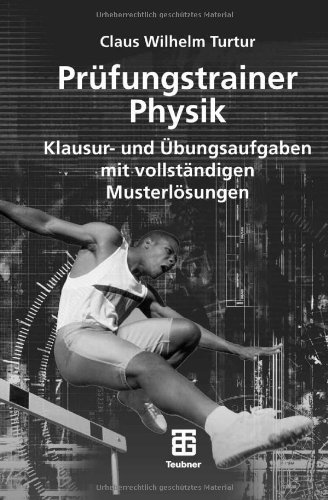 Urheberrechtlich geschütztes Material
Claus Wilhelm Turtur
Prüfungstrainer
Physik
Klausur- und Übungsaufgaben
mit vollständigen
Musterlösungen
Teubner
Urheberrechtlich geschütztes Material